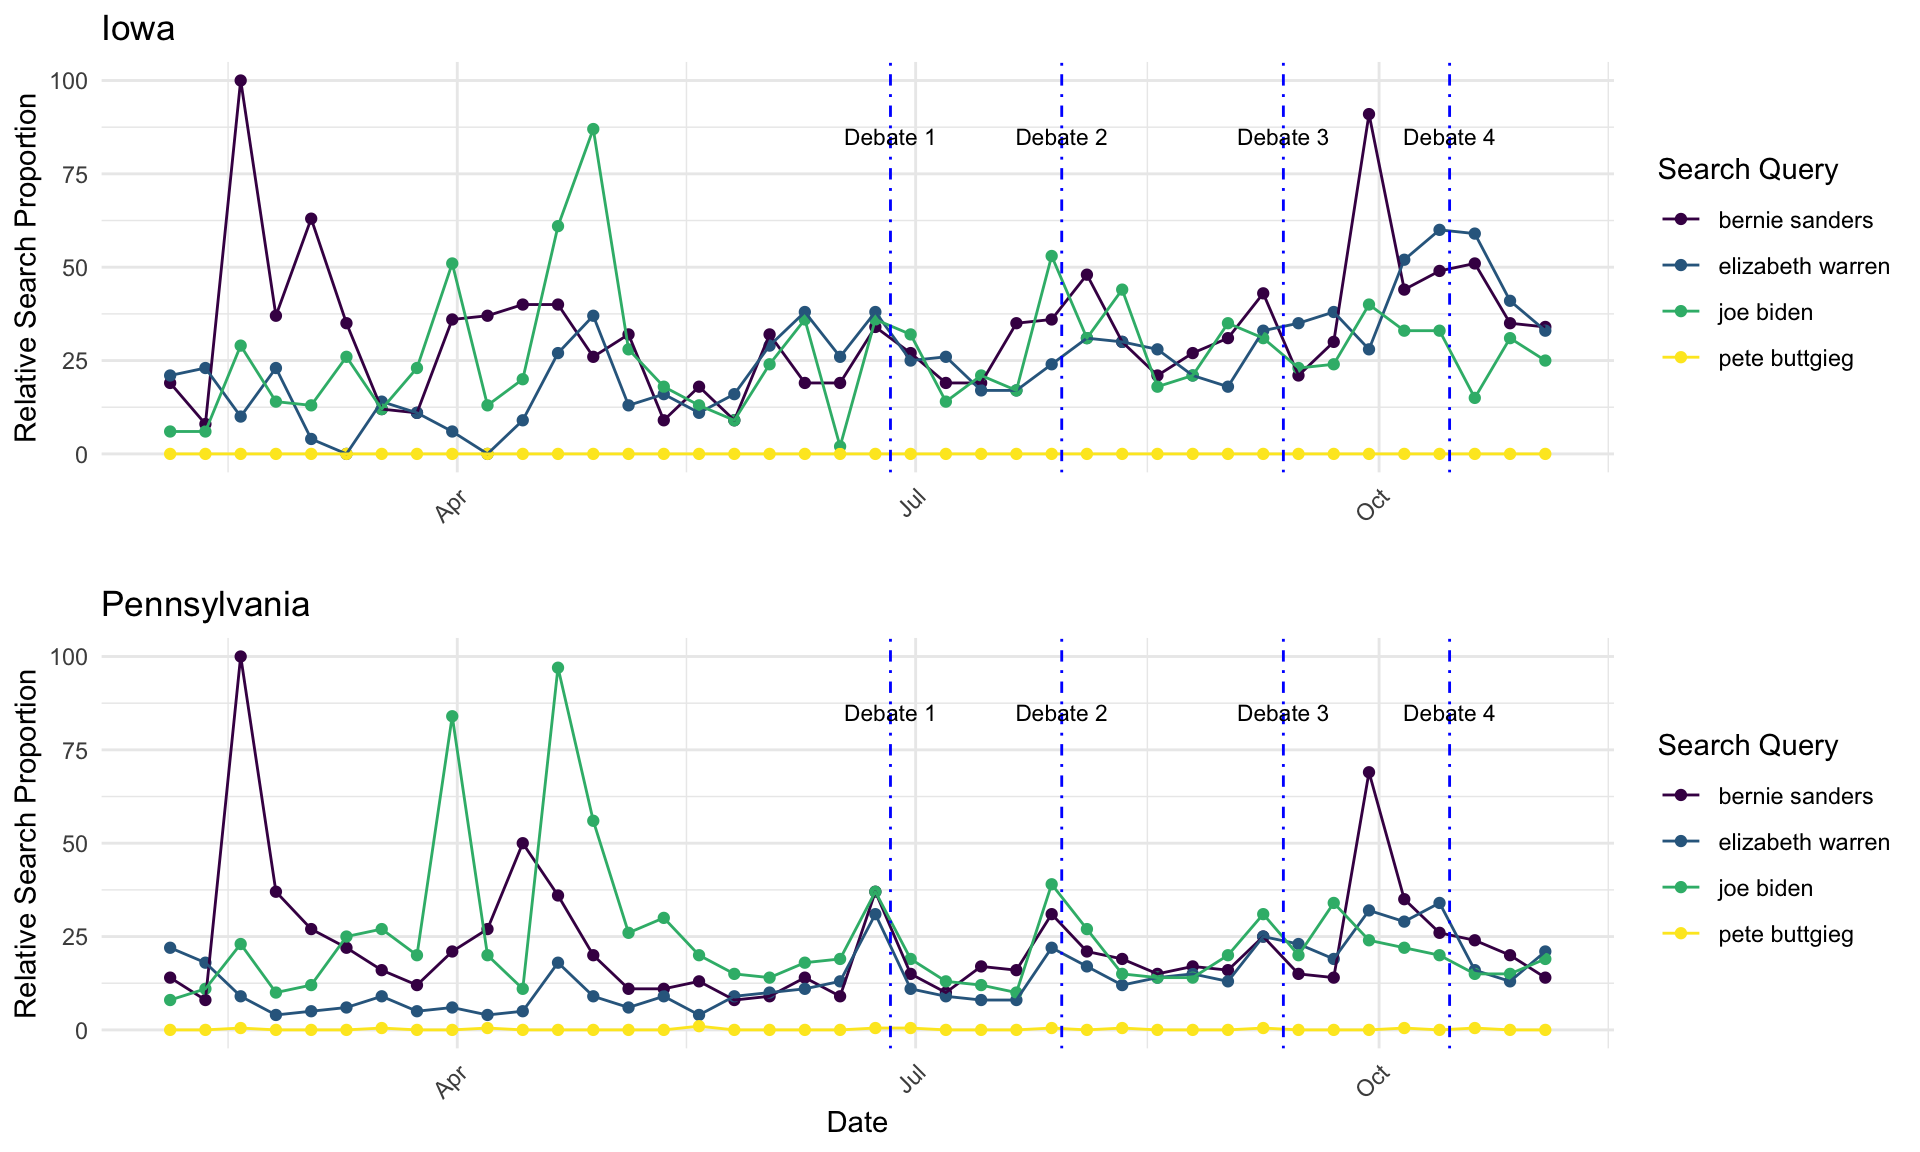 Iowa
Relative Search Proportion
100
75
50
25
0
Debate 1
Debate 2
Debate 3
Debate 4
Apr
Jul
Oct
Search Query
bernie sanders
elizabeth warren
joe biden
pete buttgieg
Pennsylvania
Relative Search Proportion
100
75
50
25
0
Debate 1
Debate 2
Debate 3
Debate 4
Apr
Jul
Oct
Date
Search Query
bernie sanders
elizabeth warren
joe biden
pete buttgieg